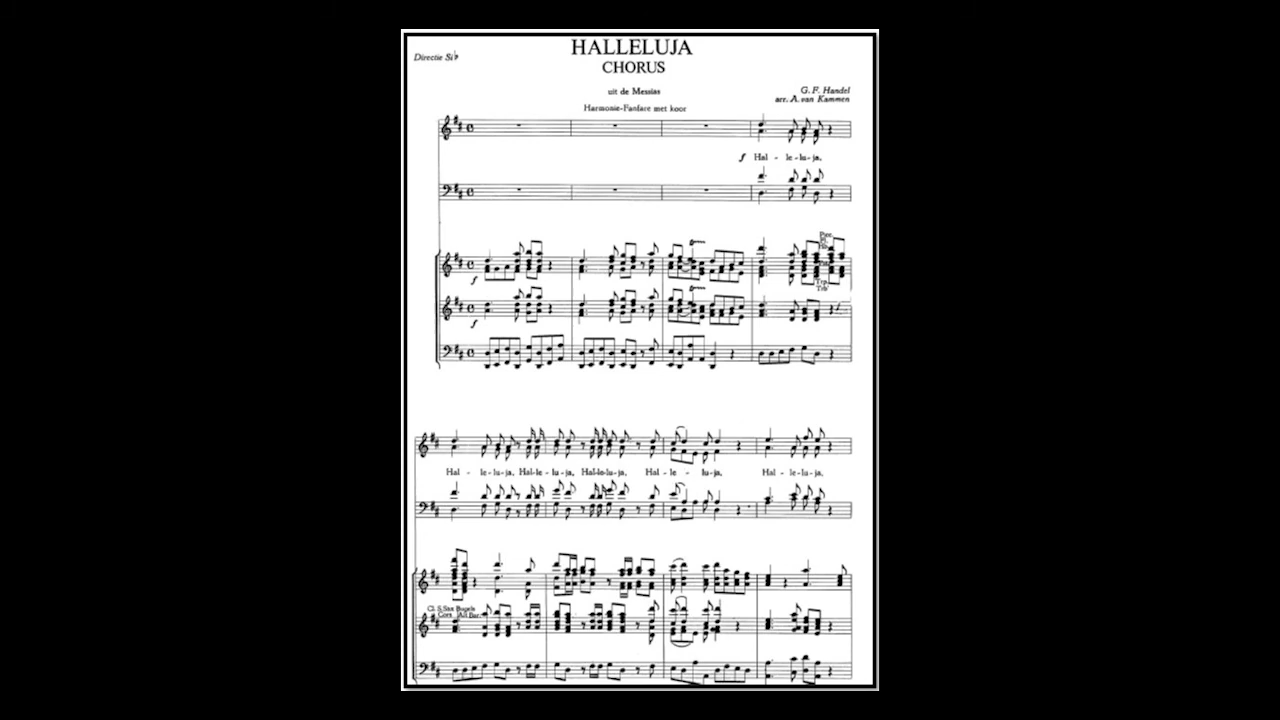 HALLELUJA
Directie Si♭
CHORUS
uit de Messias
G. F. Handel
Harmonie-Fanfare met koor
arr. A. van Kammen
f Hal - le - lu - ja,
f
f
Hal - le - lu - ja, Hal - le - lu - ja, Hal - le - lu - ja, Hal - le - lu - ja, Hal - le - lu - ja,